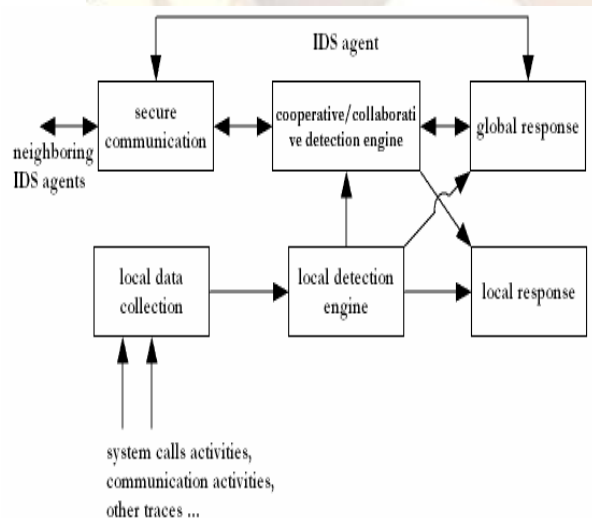 IDS agent
secure
communication
cooperative/collaborati
ve detection engine
global response
neighboring
IDS agents
local data
collection
local detection
engine
local response
system calls activities,
communication activities,
other traces ...